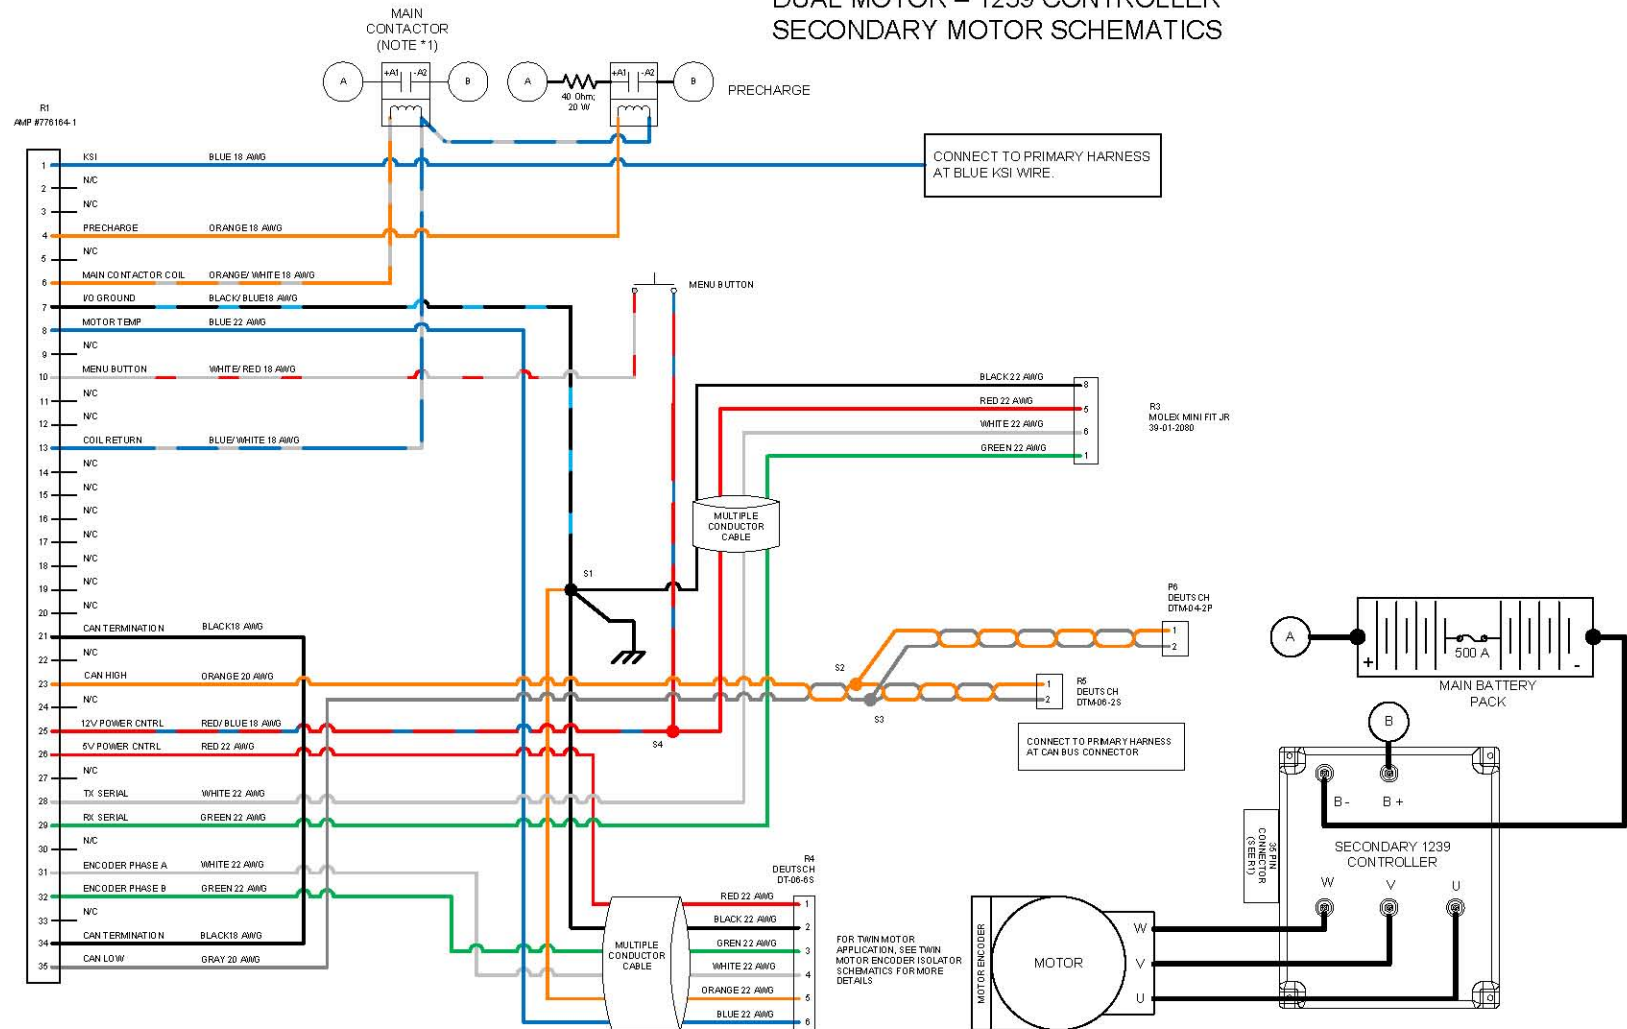 DUAL MOTOR – 1239 CONTROLLER
SECONDARY MOTOR SCHEMATICS
MAIN
CONTACTOR
(NOTE *1)
A
+A1
-A2
B
A
40 Ohm;
20 W
+A1
-A2
B
PRECHARGE
R1
AMP #776164-1
1 KSI BLUE 18 AWG
2 N/C
3 N/C
4 PRECHARGE ORANGE 18 AWG
5 N/C
6 MAIN CONTACTOR COIL ORANGE/ WHITE 18 AWG
7 I/O GROUND BLACK/ BLUE18 AWG
8 MOTOR TEMP BLUE 22 AWG
9 N/C
10 MENU BUTTON WHITE/ RED 18 AWG
11 N/C
12 N/C
13 COIL RETURN BLUE/ WHITE 18 AWG
14 N/C
15 N/C
16 N/C
17 N/C
18 N/C
19 N/C
20 N/C
21 CAN TERMINATION BLACK18 AWG
22 N/C
23 CAN HIGH ORANGE 20 AWG
24 N/C
25 12V POWER CNTRL RED/ BLUE 18 AWG
26 5V POWER CNTRL RED 22 AWG
27 N/C
28 TX SERIAL WHITE 22 AWG
29 RX SERIAL GREEN 22 AWG
30 N/C
31 ENCODER PHASE A WHITE 22 AWG
32 ENCODER PHASE B GREEN 22 AWG
33 N/C
34 CAN TERMINATION BLACK18 AWG
35 CAN LOW GRAY 20 AWG
CONNECT TO PRIMARY HARNESS
AT BLUE KSI WIRE.
MENU BUTTON
BLACK 22 AWG 8
RED 22 AWG 5
WHITE 22 AWG 6
GREEN 22 AWG 1
R3
MOLEX MINI FIT JR
39-01-2080
MULTIPLE
CONDUCTOR
CABLE
S1
S2
S3
S4
P6
DEUTSCH
DTM-04-2P
1
2
R5
DEUTSCH
DTM-06-2S
1
2
CONNECT TO PRIMARY HARNESS
AT CAN BUS CONNECTOR
A
+
500 A
-
MAIN BATTERY
PACK
B
B -
B +
SECONDARY 1239
CONTROLLER
W
V
U
35 PIN
CONNECTOR
(SEE R1)
R4
DEUTSCH
DT-06-6S
RED 22 AWG 1
BLACK 22 AWG 2
GREN 22 AWG 3
WHITE 22 AWG 4
ORANGE 22 AWG 5
BLUE 22 AWG 6
MULTIPLE
CONDUCTOR
CABLE
FOR TWIN MOTOR
APPLICATION, SEE TWIN
MOTOR ENCODER ISOLATOR
SCHEMATICS FOR MORE
DETAILS
MOTOR ENCODER
MOTOR
W
V
U